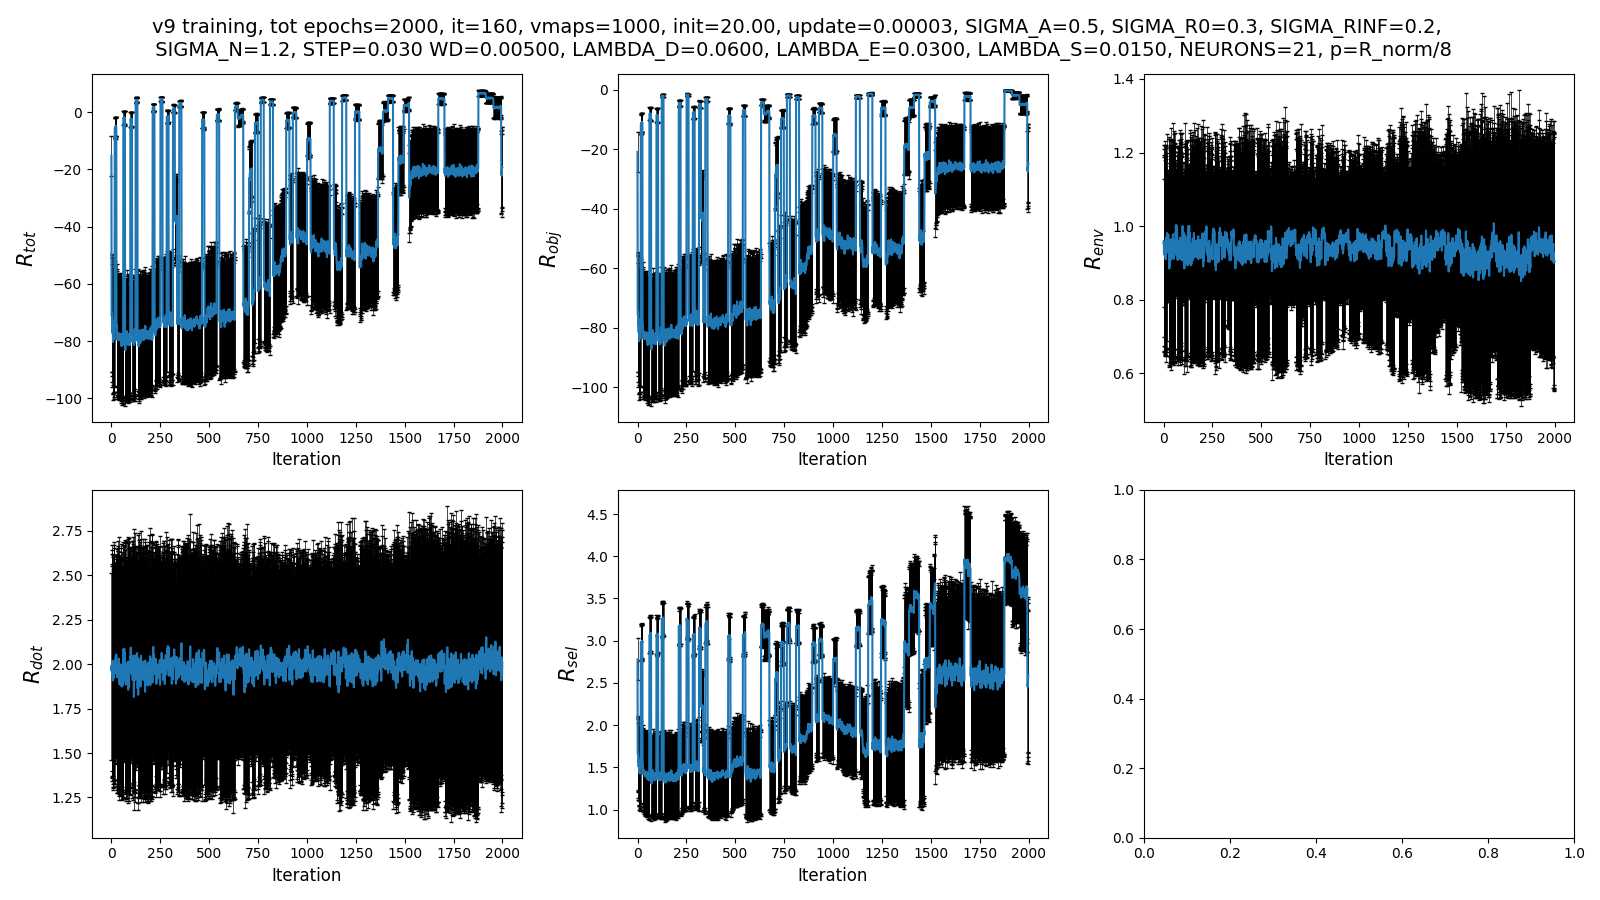 v9 training, tot epochs=2000, it=160, vmaps=1000, init=20.00, update=0.00003, SIGMA_A=0.5, SIGMA_R0=0.3, SIGMA_RINF=0.2,
SIGMA_N=1.2, STEP=0.030 WD=0.00500, LAMBDA_D=0.0600, LAMBDA_E=0.0300, LAMBDA_S=0.0150, NEURONS=21, p=R_norm/8
R_tot
0
−20
−40
−60
−80
−100
0 250 500 750 1000 1250 1500 1750 2000
Iteration
R_obj
0
−20
−40
−60
−80
−100
0 250 500 750 1000 1250 1500 1750 2000
Iteration
R_env
1.4
1.2
1.0
0.8
0.6
0 250 500 750 1000 1250 1500 1750 2000
Iteration
R_dot
2.75
2.50
2.25
2.00
1.75
1.50
1.25
0 250 500 750 1000 1250 1500 1750 2000
Iteration
R_sel
4.5
4.0
3.5
3.0
2.5
2.0
1.5
1.0
0 250 500 750 1000 1250 1500 1750 2000
Iteration
1.0
0.8
0.6
0.4
0.2
0.0
0.0 0.2 0.4 0.6 0.8 1.0